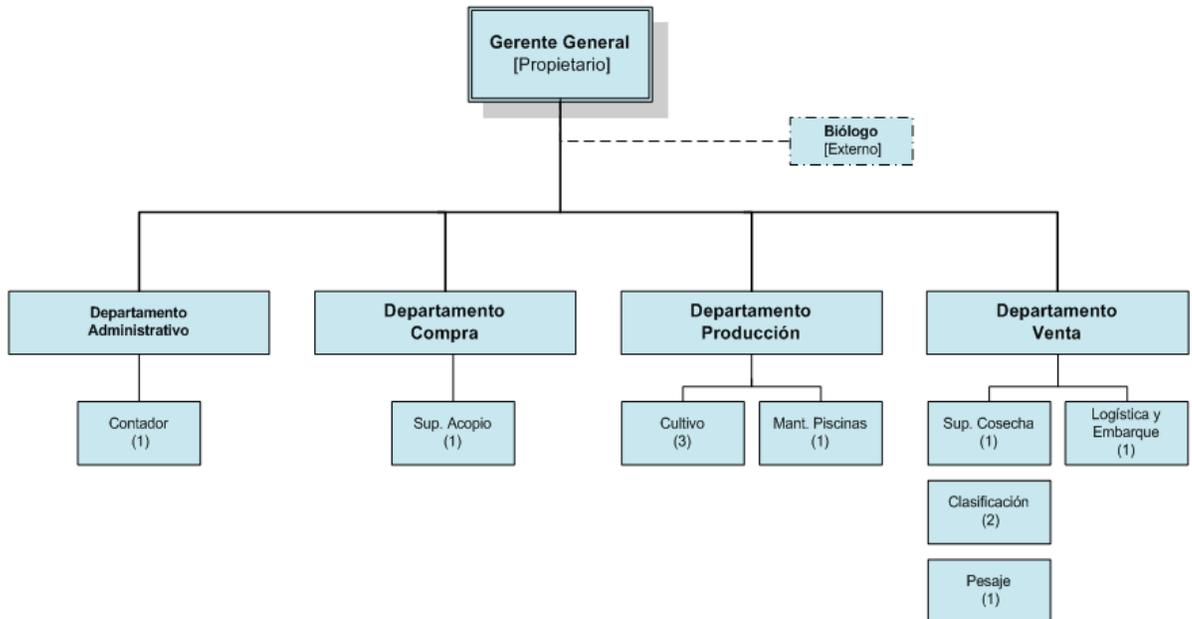 Gerente General
[Propietario]
Biólogo
[Externo]
Departamento
Administrativo
Departamento
Compra
Departamento
Producción
Departamento
Venta
Contador
(1)
Sup. Acopio
(1)
Cultivo
(3)
Mant. Piscinas
(1)
Sup. Cosecha
(1)
Logística y
Embarque
(1)
Clasificación
(2)
Pesaje
(1)